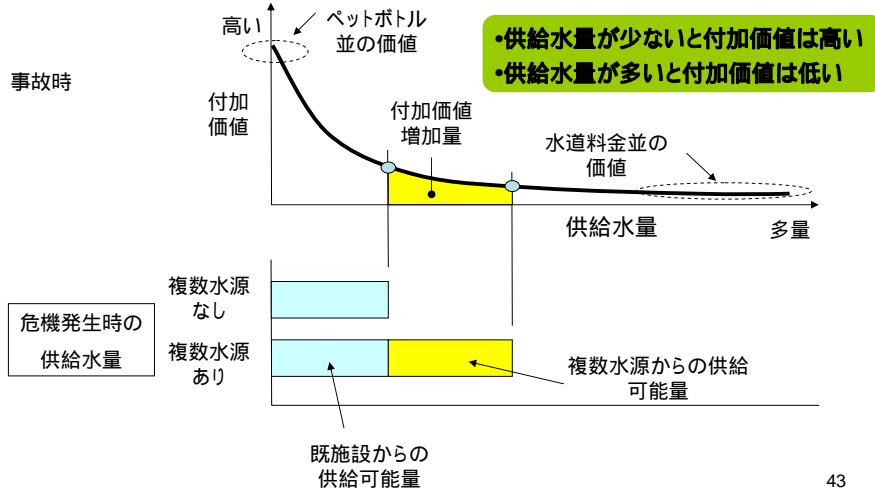 高い
ペットボトル
並の価値
•供給水量が少ないと付加価値は高い
•供給水量が多いと付加価値は低い
事故時
付加
価値
付加価値
増加量
水道料金並の
価値
供給水量
多量
複数水源
なし
危機発生時の
供給水量
複数水源
あり
複数水源からの供給
可能量
既施設からの
供給可能量
43